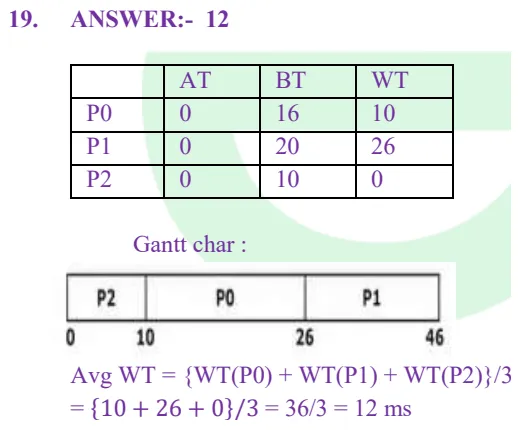 19. ANSWER:- 12
AT BT WT
P0 0 16 10
P1 0 20 26
P2 0 10 0
Gantt char :
P2 P0 P1
0 10 26 46
Avg WT = {WT(P0) + WT(P1) + WT(P2)}/3
= {10 + 26 + 0}/3 = 36/3 = 12 ms